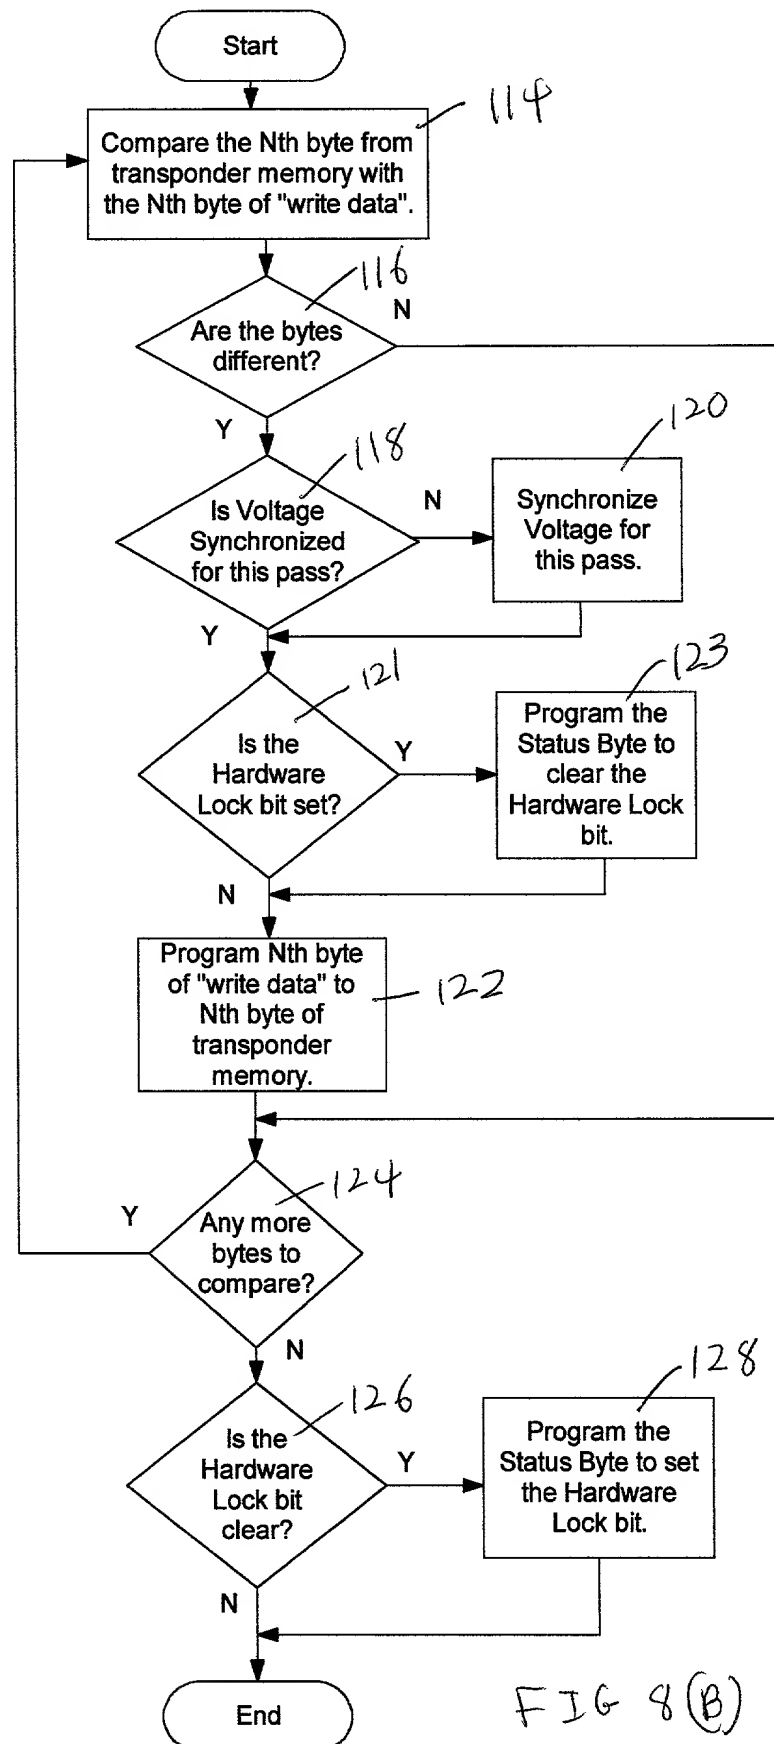 Start
114
Compare the Nth byte from
transponder memory with
the Nth byte of "write data".
116
N
Are the bytes
different?
Y
118
120
Is Voltage
Synchronized
for this pass?
N
Synchronize
Voltage for
this pass.
Y
121
123
Is the
Hardware
Lock bit set?
Y
Program the
Status Byte to
clear the
Hardware Lock
bit.
N
Program Nth byte
of "write data" to
Nth byte of
transponder
memory.
122
124
Y
Any more
bytes to
compare?
N
126
128
Is the
Hardware
Lock bit
clear?
Y
Program the
Status Byte to set
the Hardware
Lock bit.
N
End
FIG 8(B)